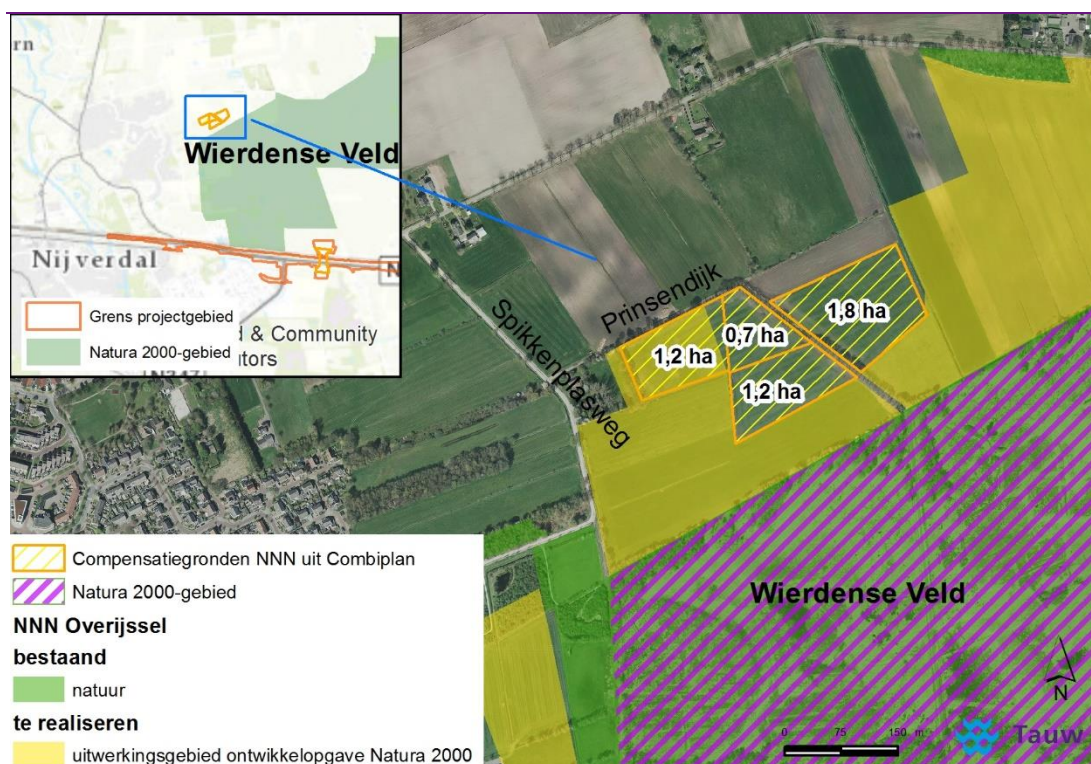 rn
Wierdense Veld
Nijverdal
N
Grens projectgebied
d & Community
Natura 2000-gebied
tors
N347
Prinsendijk
Spikkenplasweg
1,8 ha
0,7 ha
1,2 ha
1,2 ha
Wierdense Veld
Compensatiegronden NNN uit Combiplan
Natura 2000-gebied
NNN Overijssel
bestaand
natuur
te realiseren
uitwerkingsgebied ontwikkelopgave Natura 2000
N
0 75 150 m
Tauw